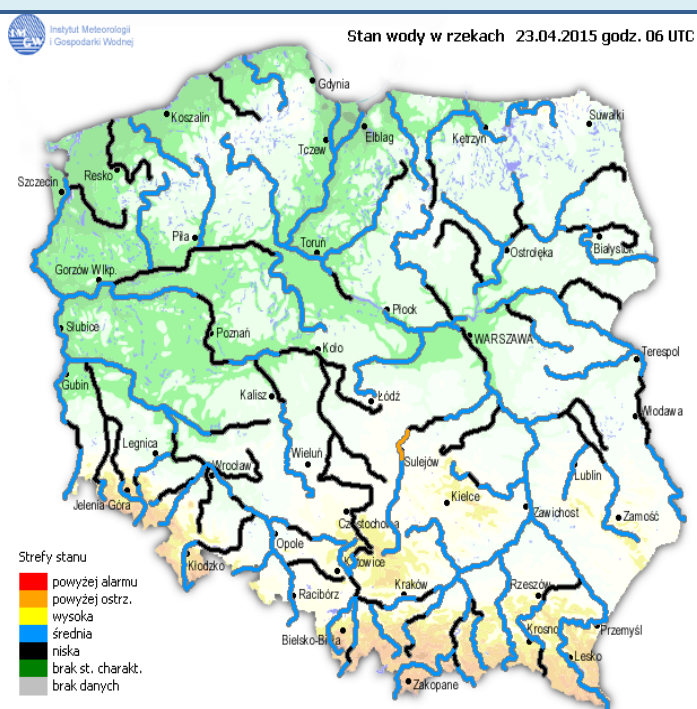 Instytut Meteorologii
i Gospodarki Wodnej
Stan wody w rzekach 23.04.2015 godz. 06 UTC
Gdynia
Koszalin
Suwałki
Elbląg
Kętrzyn
Tczew
Resko
Szczecin
Piła
Białystok
Toruń
Ostrołęka
Gorzów Wlkp.
Płock
Słubice
Poznań
WARSZAWA
Koło
Terespol
Gubin
Kalisz
Łódź
Włodawa
Legnica
Wieluń
Sulejów
Wrocław
Lublin
Jelenia Góra
Kielce
Zawichost
Zamość
Częstochowa
Opole
Kłodzko
Katowice
Racibórz
Kraków
Rzeszów
Bielsko-Biała
Krosno
Przemyśl
Lesko
Zakopane
Strefy stanu
powyżej alarmu
powyżej ostrz.
wysoka
średnia
niska
brak st. charakt.
brak danych